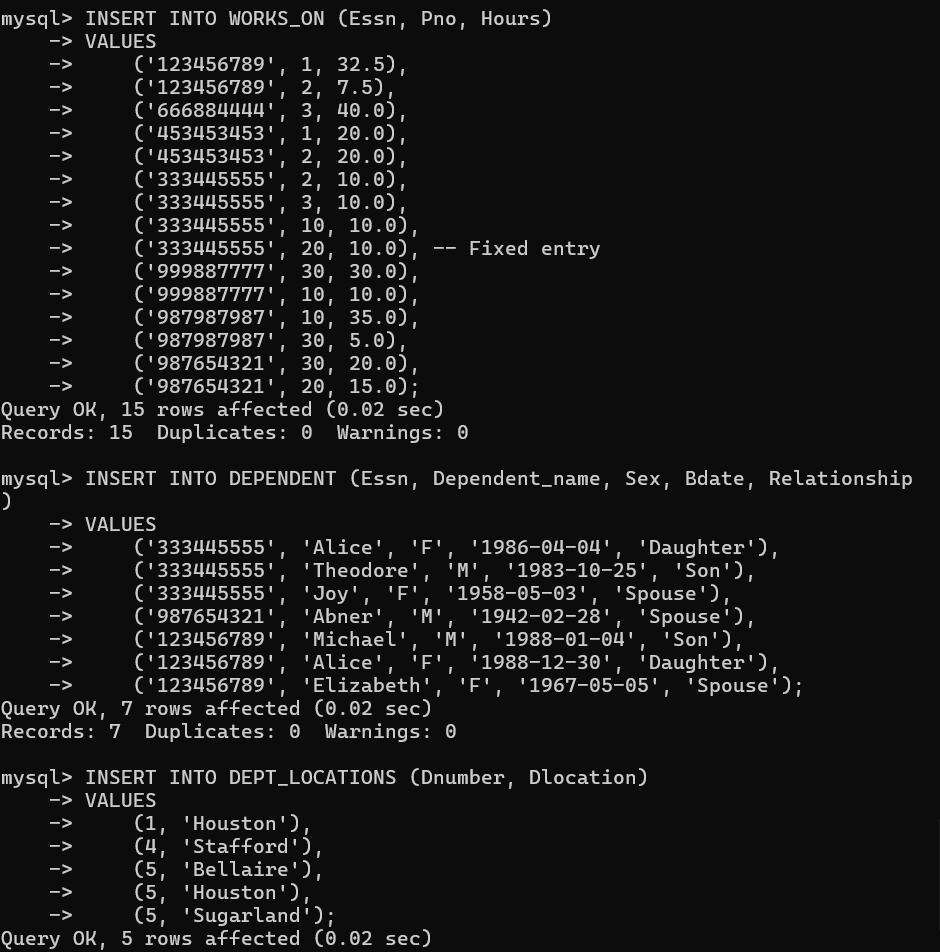 mysql> INSERT INTO WORKS_ON (Essn, Pno, Hours)
    -> VALUES
    ->     ('123456789', 1, 32.5),
    ->     ('123456789', 2, 7.5),
    ->     ('666884444', 3, 40.0),
    ->     ('453453453', 1, 20.0),
    ->     ('453453453', 2, 20.0),
    ->     ('333445555', 2, 10.0),
    ->     ('333445555', 3, 10.0),
    ->     ('333445555', 10, 10.0),
    ->     ('333445555', 20, 10.0), -- Fixed entry
    ->     ('999887777', 30, 30.0),
    ->     ('999887777', 10, 10.0),
    ->     ('987987987', 10, 35.0),
    ->     ('987987987', 30, 5.0),
    ->     ('987654321', 30, 20.0),
    ->     ('987654321', 20, 15.0);
Query OK, 15 rows affected (0.02 sec)
Records: 15  Duplicates: 0  Warnings: 0

mysql> INSERT INTO DEPENDENT (Essn, Dependent_name, Sex, Bdate, Relationship
)
    -> VALUES
    ->     ('333445555', 'Alice', 'F', '1986-04-04', 'Daughter'),
    ->     ('333445555', 'Theodore', 'M', '1983-10-25', 'Son'),
    ->     ('333445555', 'Joy', 'F', '1958-05-03', 'Spouse'),
    ->     ('987654321', 'Abner', 'M', '1942-02-28', 'Spouse'),
    ->     ('123456789', 'Michael', 'M', '1988-01-04', 'Son'),
    ->     ('123456789', 'Alice', 'F', '1988-12-30', 'Daughter'),
    ->     ('123456789', 'Elizabeth', 'F', '1967-05-05', 'Spouse');
Query OK, 7 rows affected (0.02 sec)
Records: 7  Duplicates: 0  Warnings: 0

mysql> INSERT INTO DEPT_LOCATIONS (Dnumber, Dlocation)
    -> VALUES
    ->     (1, 'Houston'),
    ->     (4, 'Stafford'),
    ->     (5, 'Bellaire'),
    ->     (5, 'Houston'),
    ->     (5, 'Sugarland');
Query OK, 5 rows affected (0.02 sec)